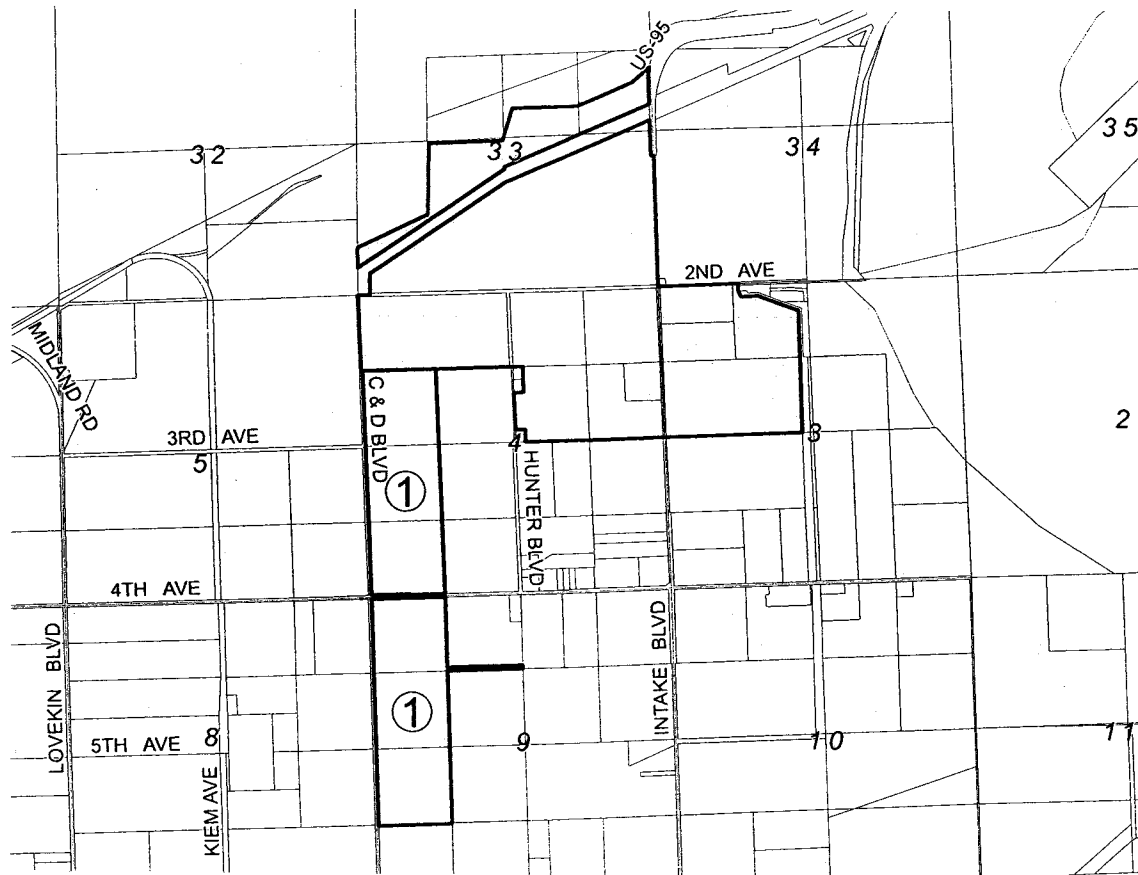 US-95
32
33
34
35
2ND AVE
MIDLAND RD
C & D BLVD
3RD AVE
5
4
3
2
1
HUNTER BLVD
4TH AVE
LOVEKIN BLVD
INTAKE BLVD
1
5TH AVE
8
9
10
11
KIEM AVE